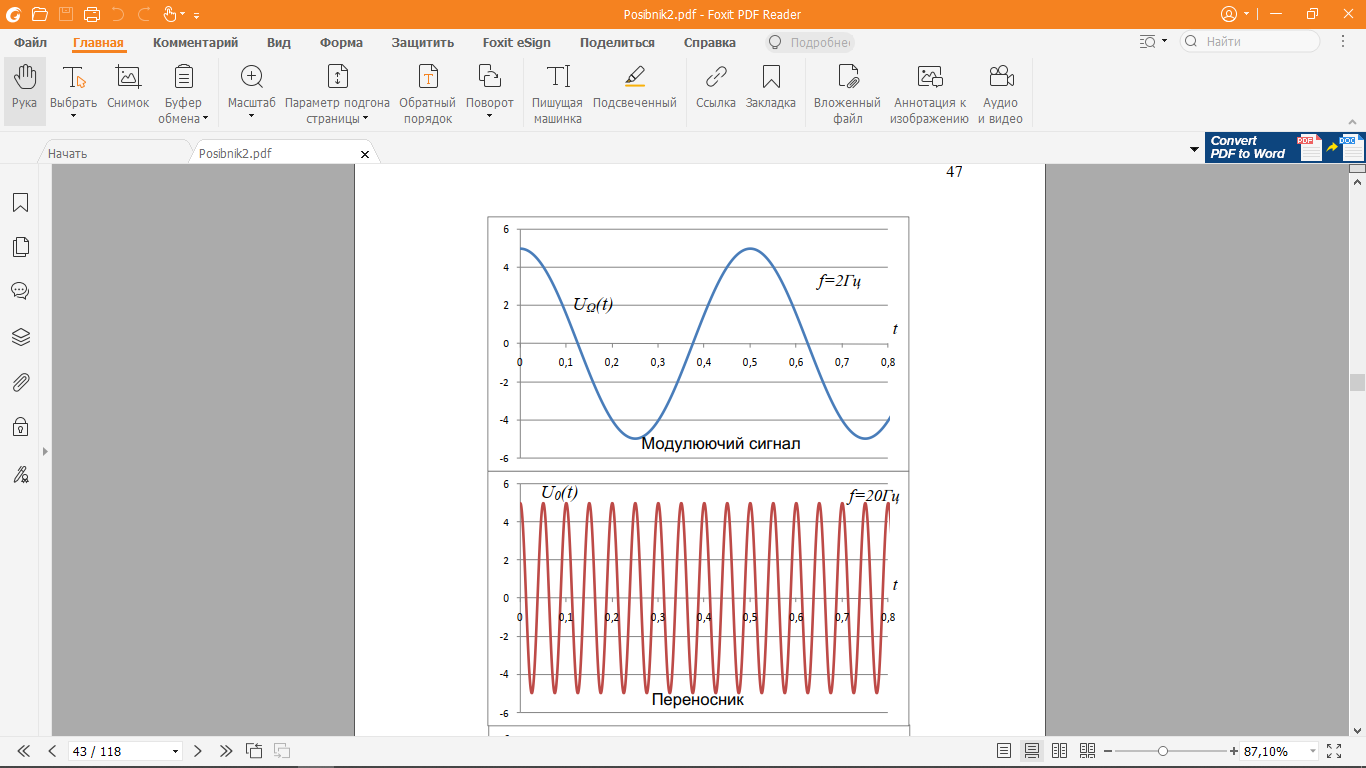 Posibnik2.pdf - Foxit PDF Reader
Файл Главная Комментарий Вид Форма Защитить Foxit eSign Поделиться Справка Подробнее Найти
Рука Выбрать Снимок Буфер обмена Масштаб Параметр подгона страницы Обратный порядок Поворот Пишущая машинка Подсвеченный Ссылка Закладка Вложенный файл Аннотация к изображению Аудио и видео
Начать Posibnik2.pdf
Convert
PDF to Word
PDF DOC
47
6
4
f=2Гц
2
UΩ(t)
t
0
0 0,1 0,2 0,3 0,4 0,5 0,6 0,7 0,8
-2
-4
Модулюючий сигнал
-6
6
U0(t)
f=20Гц
4
2
t
0
0 0,1 0,2 0,3 0,4 0,5 0,6 0,7 0,8
-2
-4
Переносник
-6
43 / 118
87,10%